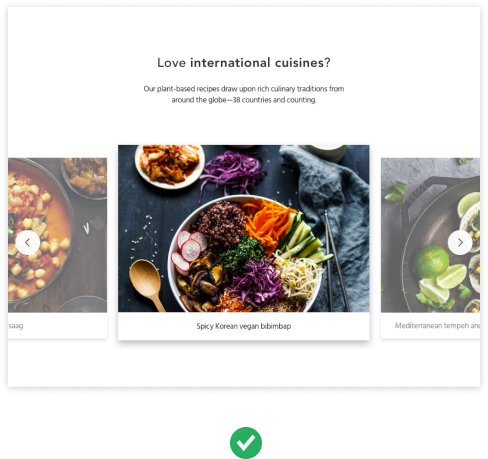 Love international cuisines?
Our plant-based recipes draw upon rich culinary traditions from
around the globe—38 countries and counting.
saag
Spicy Korean vegan bibimbap
Mediterranean tempeh and